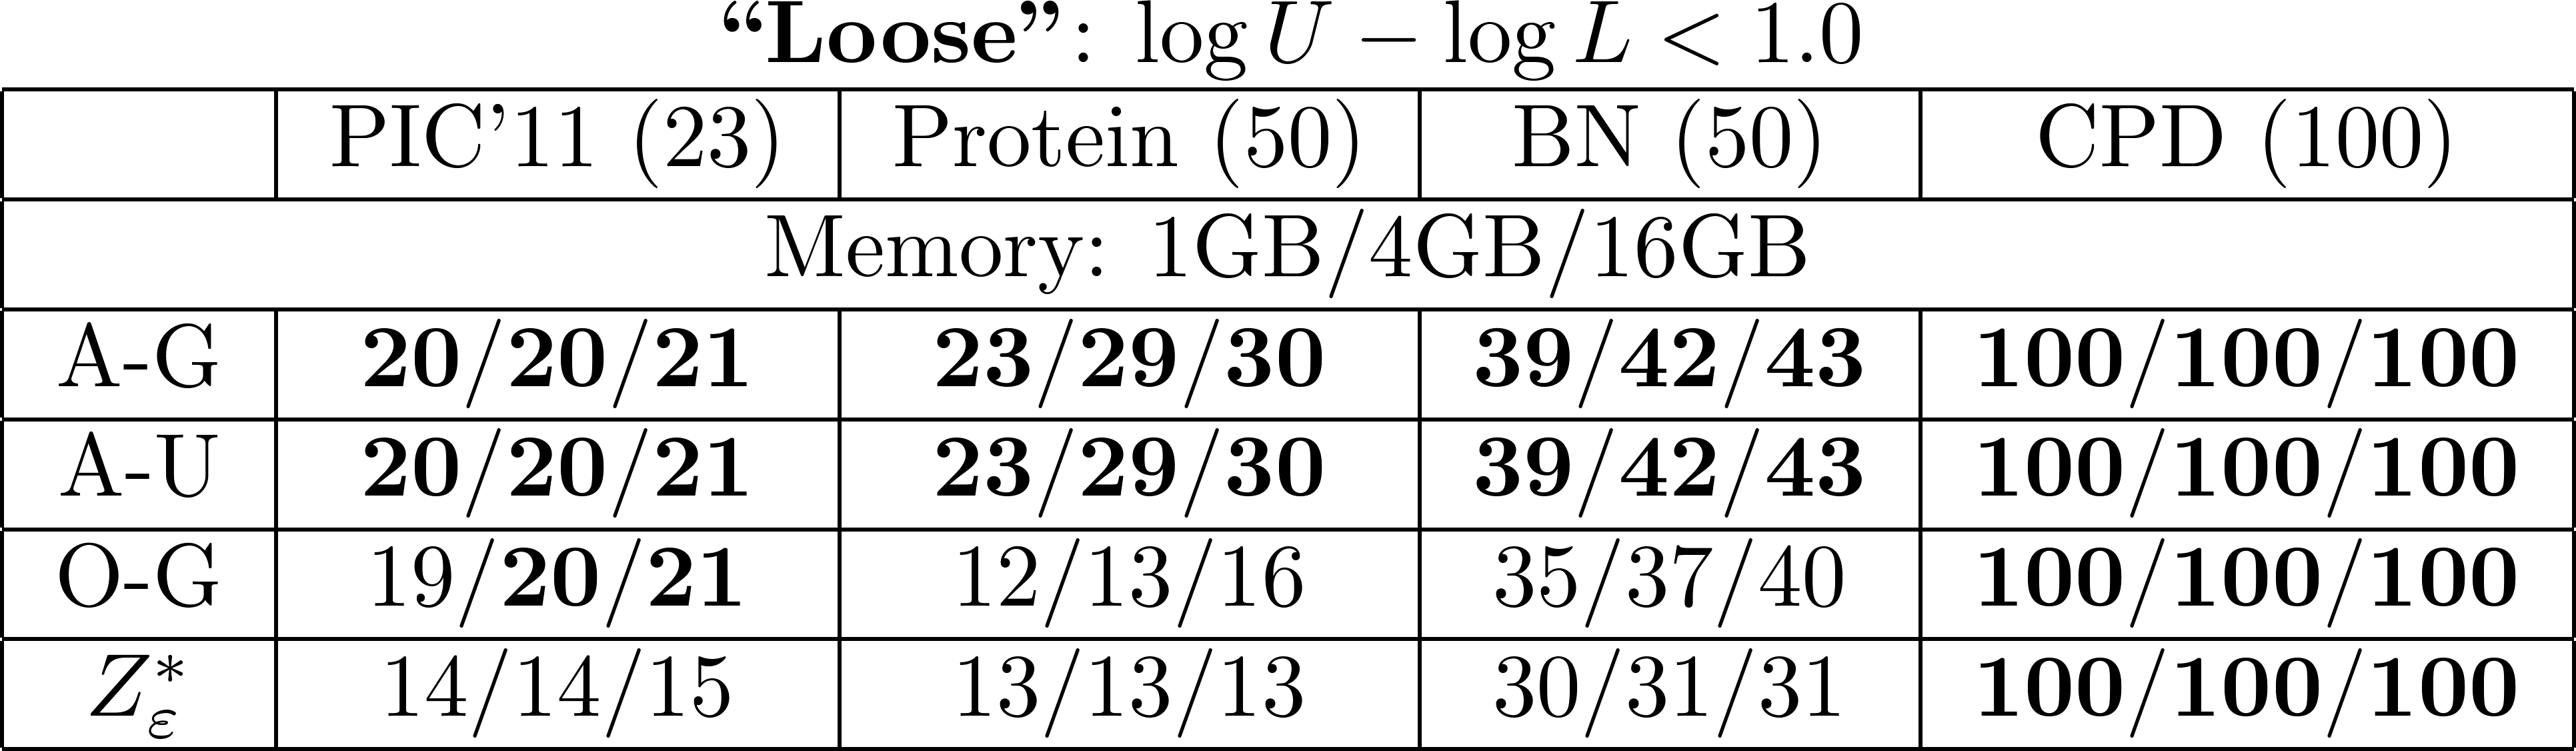 “Loose”: log U − log L < 1.0
PIC’11 (23) Protein (50) BN (50) CPD (100)
Memory: 1GB/4GB/16GB
A-G 20/20/21 23/29/30 39/42/43 100/100/100
A-U 20/20/21 23/29/30 39/42/43 100/100/100
O-G 19/20/21 12/13/16 35/37/40 100/100/100
Z*ε 14/14/15 13/13/13 30/31/31 100/100/100